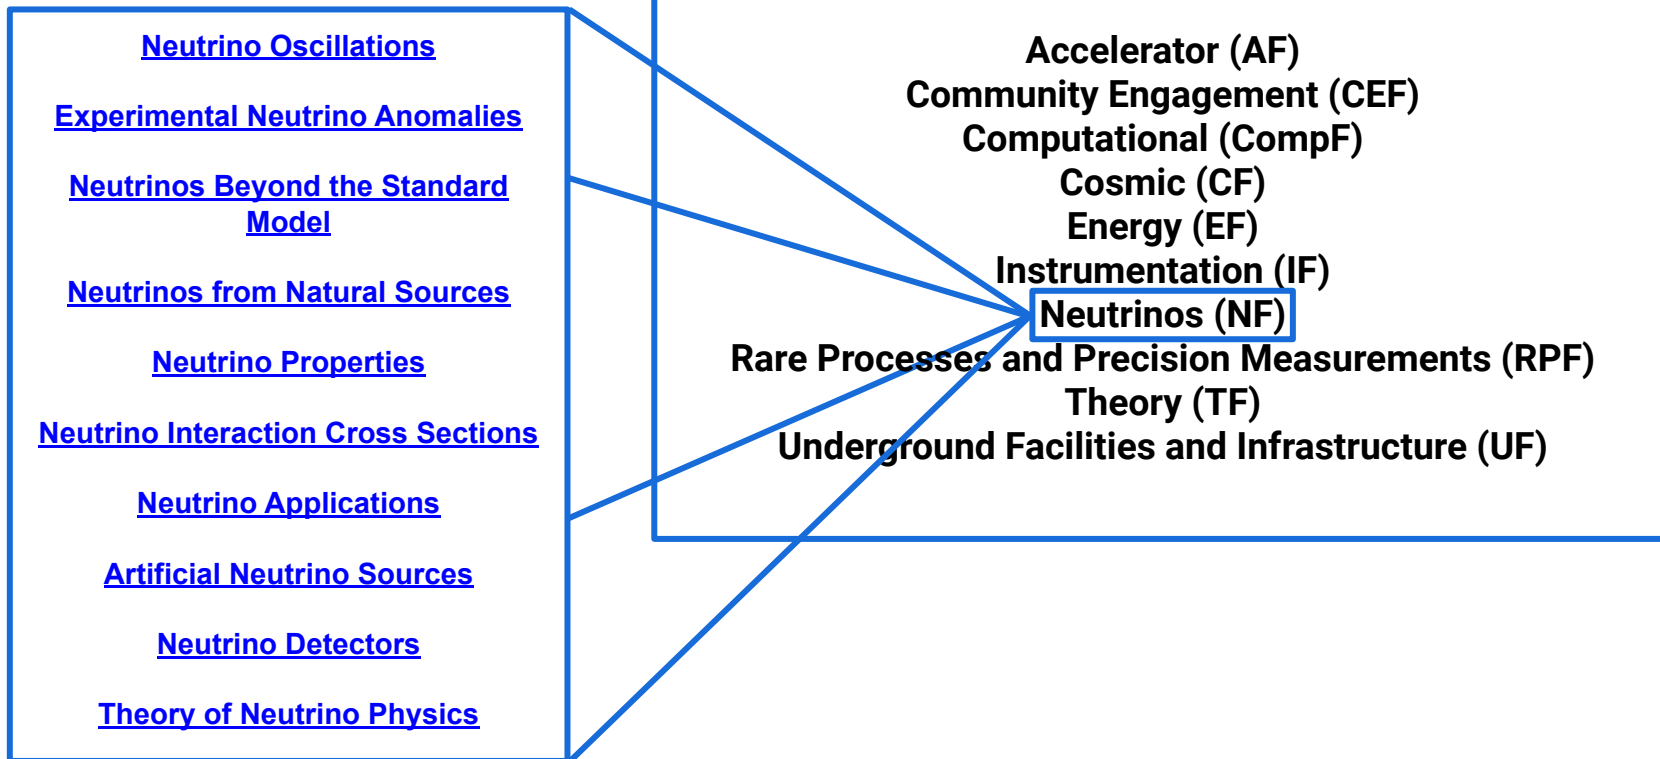 Neutrino Oscillations
Experimental Neutrino Anomalies
Neutrinos Beyond the Standard
Model
Neutrinos from Natural Sources
Neutrino Properties
Neutrino Interaction Cross Sections
Neutrino Applications
Artificial Neutrino Sources
Neutrino Detectors
Theory of Neutrino Physics
Accelerator (AF)
Community Engagement (CEF)
Computational (CompF)
Cosmic (CF)
Energy (EF)
Instrumentation (IF)
Neutrinos (NF)
Rare Processes and Precision Measurements (RPF)
Theory (TF)
Underground Facilities and Infrastructure (UF)